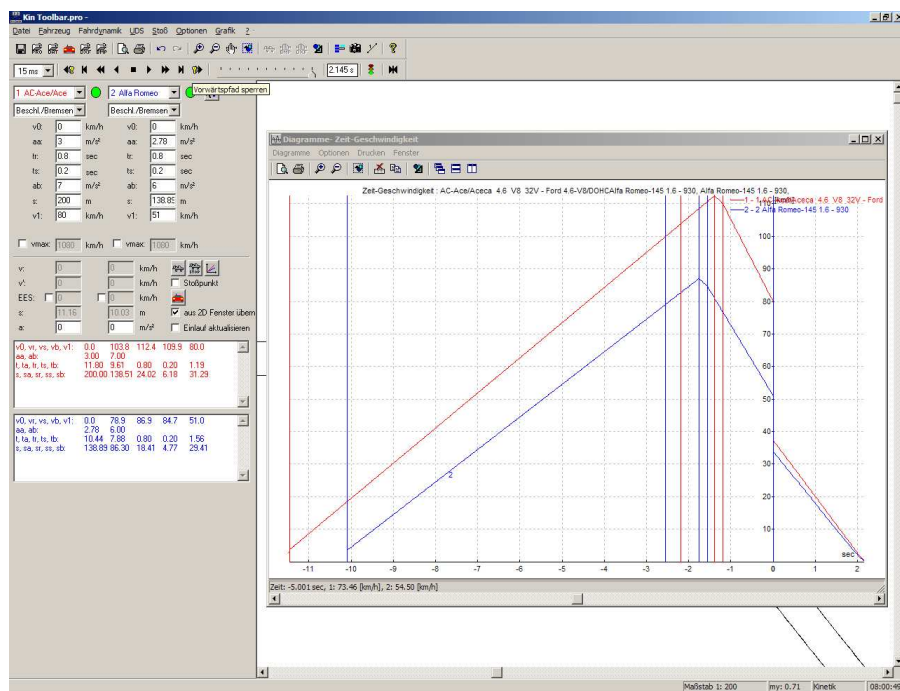 Kin Toolbar.pro -
Datei Fahrzeug Fahrdynamik UDS Stoß Optionen Grafik ?
15 ms 2.145 s
Vorwärtspfad sperren
1 AC-Ace/Ace 2 Alfa Romeo
Beschl./Bremsen Beschl./Bremsen
v0: 0 km/h v0: 0 km/h
aa: 3 m/s² aa: 2.78 m/s²
tr: 0.8 sec tr: 0.8 sec
ts: 0.2 sec ts: 0.2 sec
ab: 7 m/s² ab: 6 m/s²
s: 200 m s: 138.89 m
v1: 80 km/h v1: 51 km/h
vmax: 1080 km/h vmax: 1080 km/h
v: 0 0 km/h
v': 0 0 km/h Stoßpunkt
EES: 0 0 km/h
s: 11.16 10.03 m aus 2D Fenster übern
a: 0 0 m/s² Einlauf aktualisieren
v0, vr, vs, vb, v1: 0.0 103.8 112.4 109.9 80.0
aa, ab: 3.00 7.00
t, ta, tr, ts, tb: 11.80 9.61 0.80 0.20 1.19
s, sa, sr, ss, sb: 200.00 138.51 24.02 6.18 31.29
v0, vr, vs, vb, v1: 0.0 78.9 86.9 84.7 51.0
aa, ab: 2.78 6.00
t, ta, tr, ts, tb: 10.44 7.88 0.80 0.20 1.56
s, sa, sr, ss, sb: 138.89 86.30 18.41 4.77 29.41
Diagramme- Zeit-Geschwindigkeit
Diagramme Optionen Drucken Fenster
Zeit-Geschwindigkeit : AC-Ace/Aceca 4.6 V8 32V - Ford 4.6-V8/DOHCAlfa Romeo-145 1.6 - 930, Alfa Romeo-145 1.6 - 930,
1 - 1 AC-Ace/Aceca 4.6 V8 32V - Ford
110 [km/h]
2 - 2 Alfa Romeo-145 1.6 - 930
100
90
80
70
60
50
40
30
2
20
10
sec
-11 -10 -9 -8 -7 -6 -5 -4 -3 -2 -1 0 1 2
Zeit: -5.001 sec, 1: 73.46 [km/h], 2: 54.50 [km/h]
Maßstab 1: 200 my: 0.71 Kinetik 08:00:49